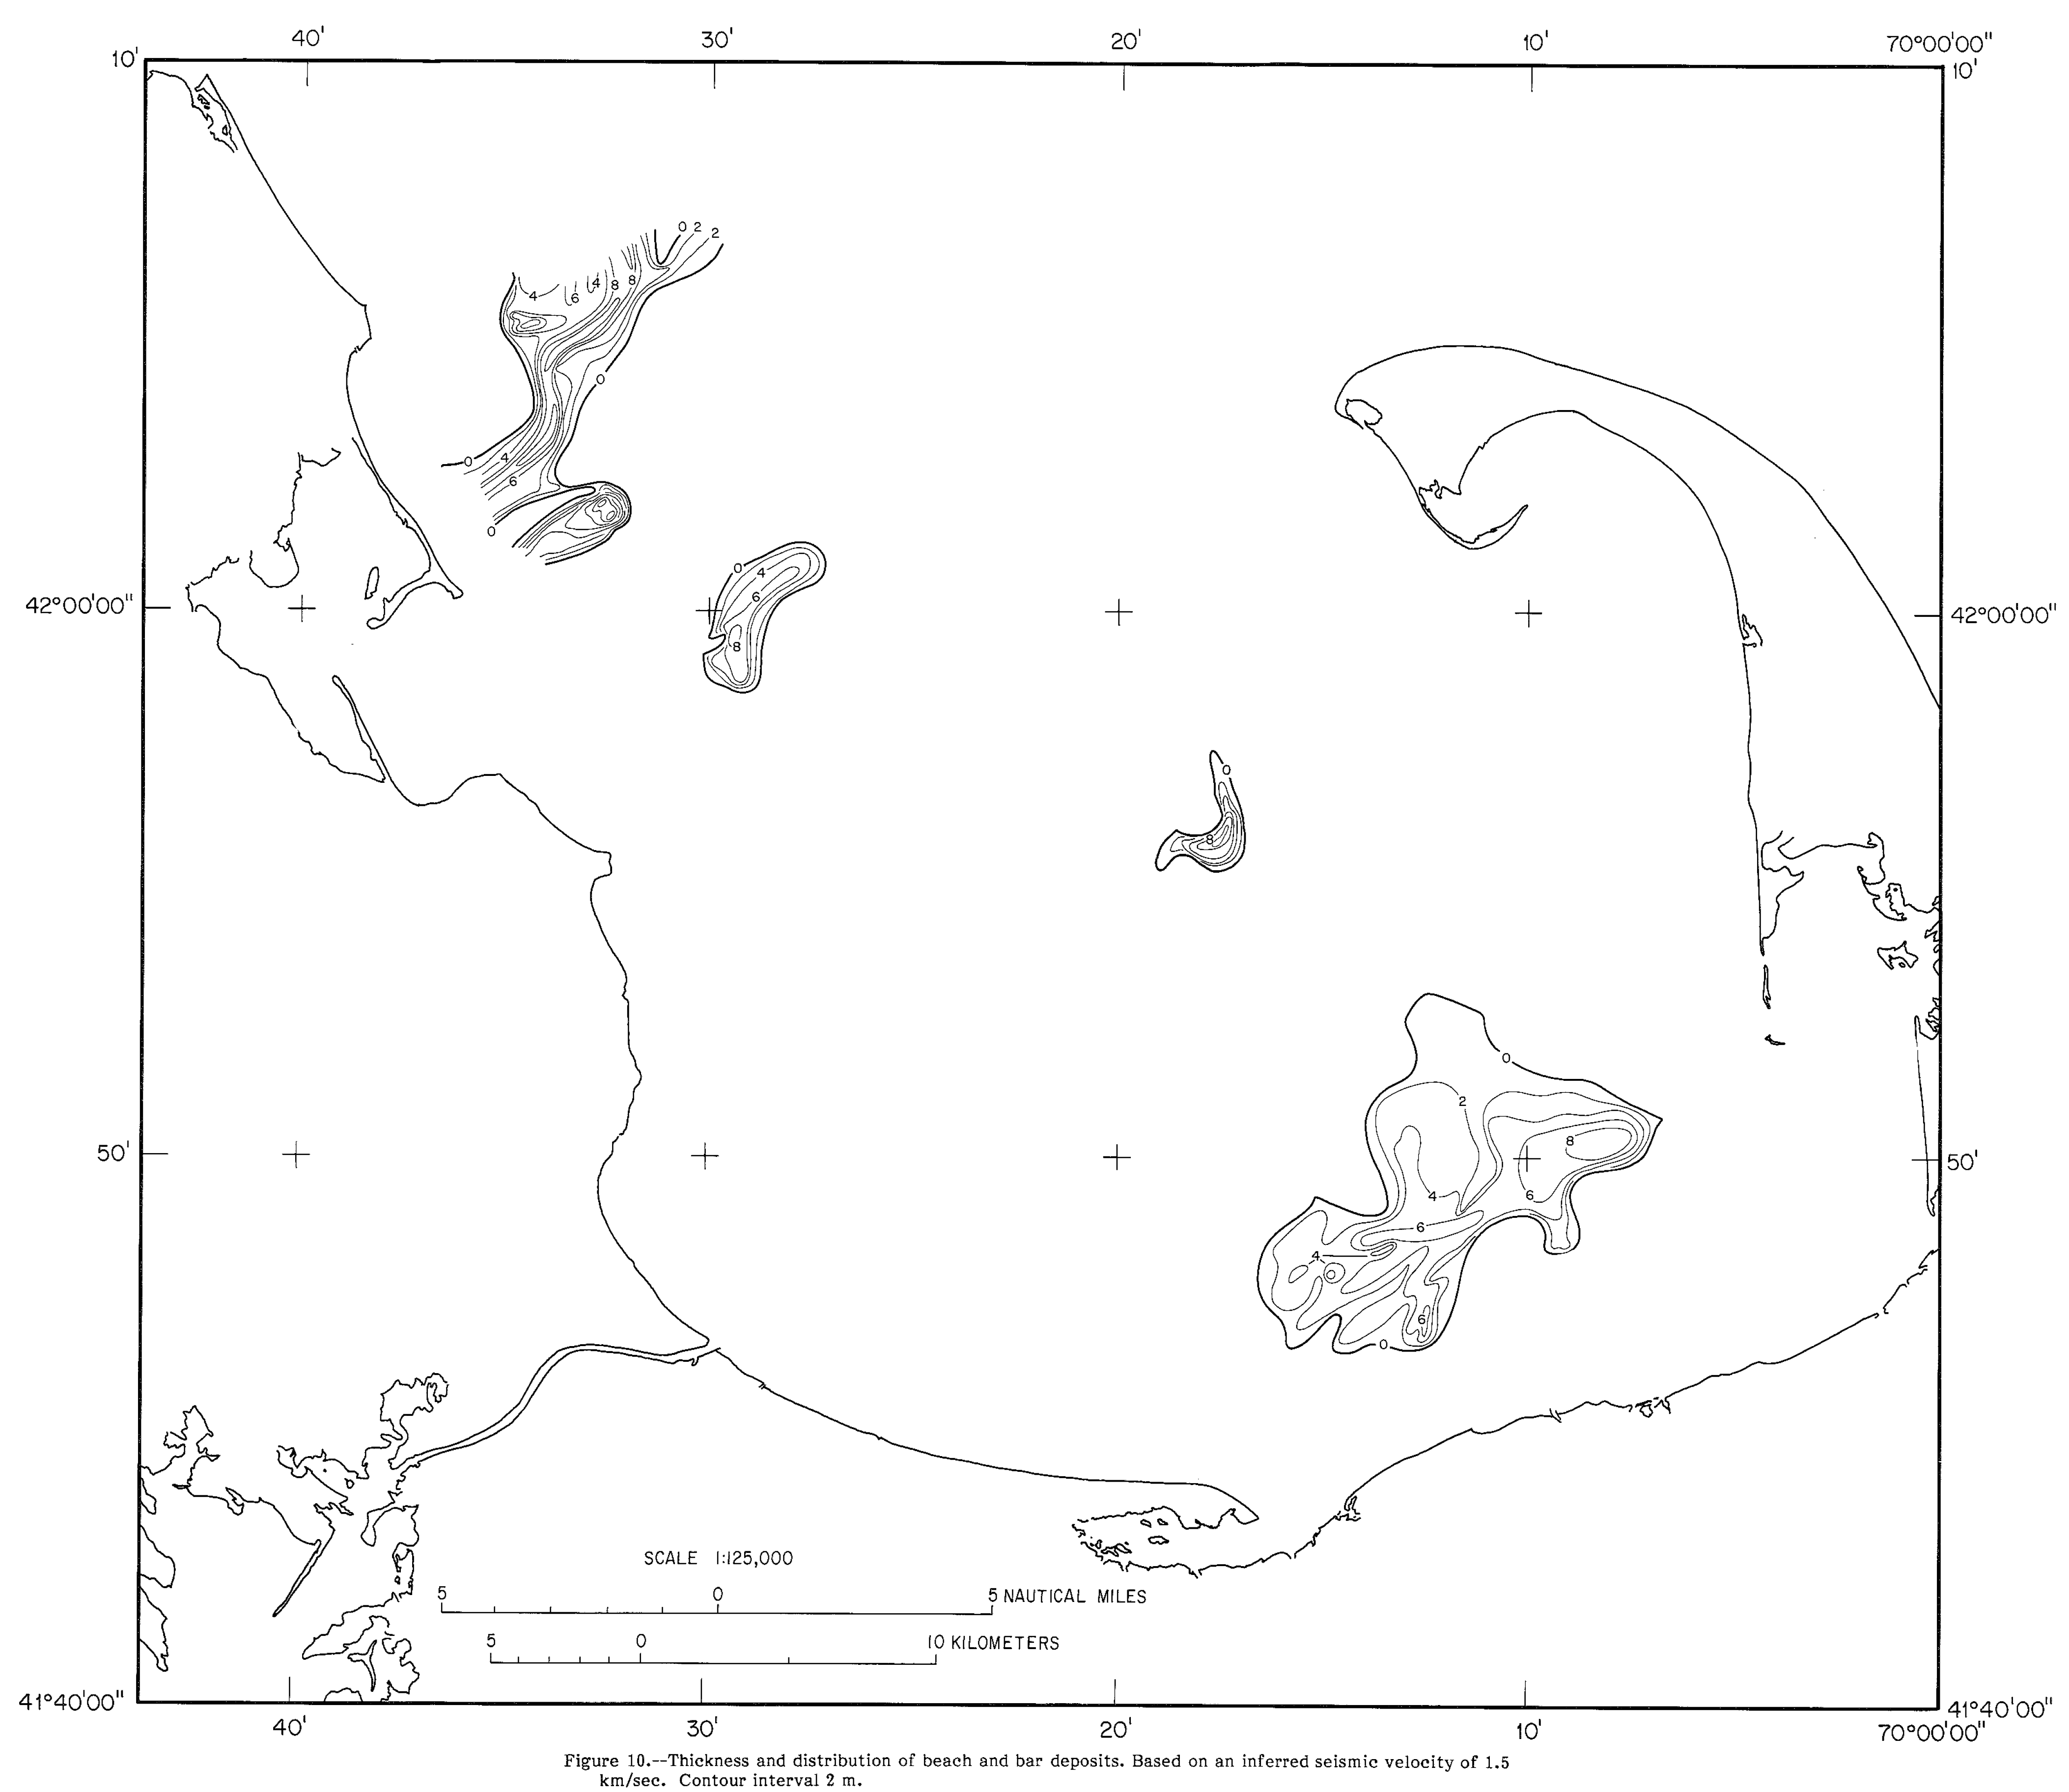 40' 30' 20' 10' 70°00'00"
10' 10'
0 2 2
4 6 4 8 8
0
0 4
6
0
0 4
42°00'00" 6 42°00'00"
8
0
8
0
2
8
50' 50'
4 6
6
4
6
0
SCALE 1:125,000
5 0 5 NAUTICAL MILES
5 0 10 KILOMETERS
41°40'00" 41°40'00"
40' 30' 20' 10' 70°00'00"
Figure 10.--Thickness and distribution of beach and bar deposits. Based on an inferred seismic velocity of 1.5
km/sec. Contour interval 2 m.